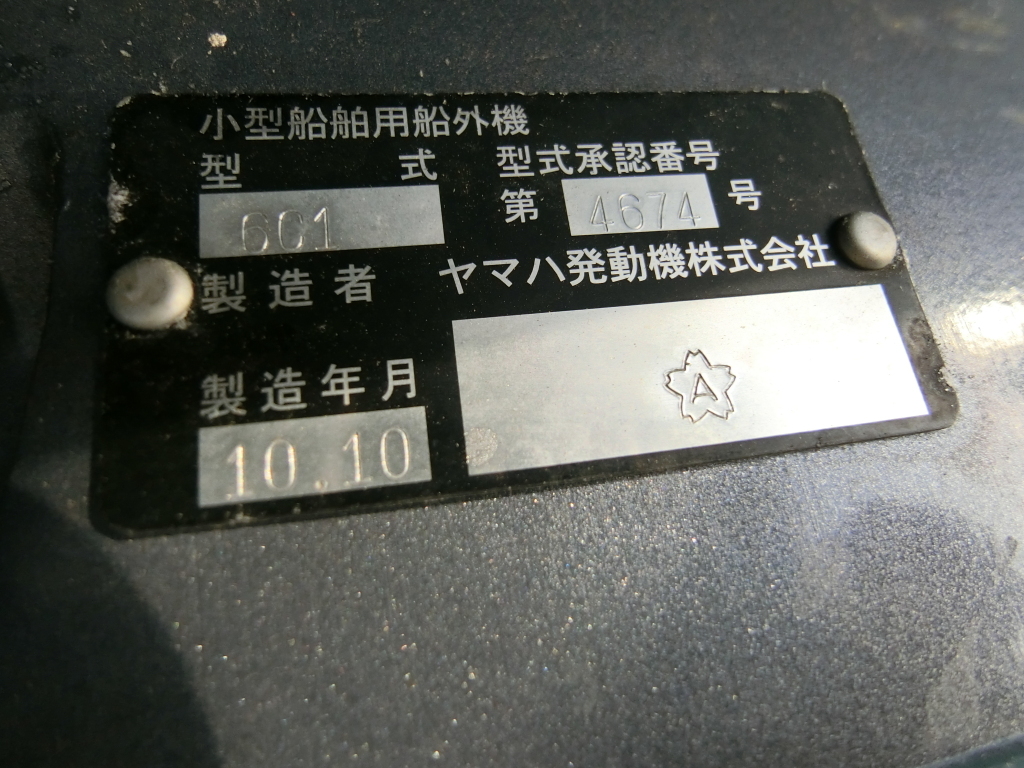 小型船舶用船外機
型式 型式承認番号
6C1 第 4674 号
製造者 ヤマハ発動機株式会社
製造年月
A
10.10